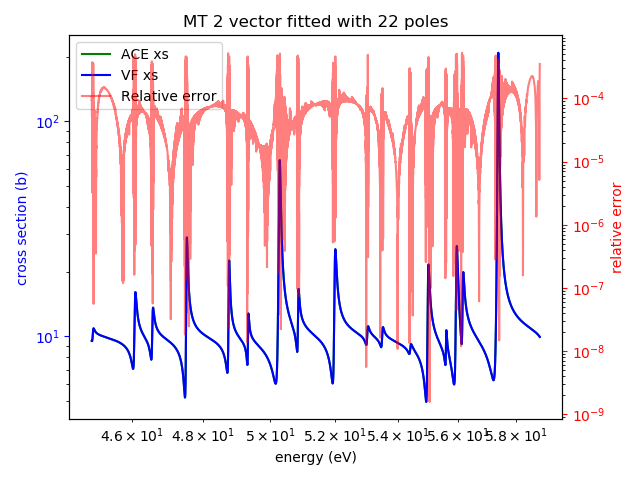 MT 2 vector fitted with 22 poles
ACE xs
VF xs
Relative error
10²
10¹
cross section (b)
10⁻⁴
10⁻⁵
10⁻⁶
10⁻⁷
10⁻⁸
10⁻⁹
relative error
4.6 × 10¹ 4.8 × 10¹ 5 × 10¹ 5.2 × 10¹ 5.4 × 10¹ 5.6 × 10¹ 5.8 × 10¹
energy (eV)